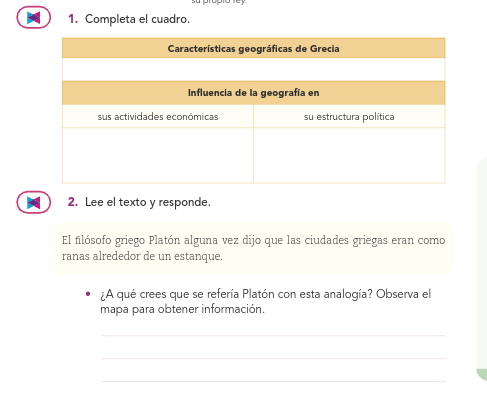 su propio rey.
1. Completa el cuadro.
Características geográficas de Grecia
Influencia de la geografía en
sus actividades económicas
su estructura política
2. Lee el texto y responde.
El filósofo griego Platón alguna vez dijo que las ciudades griegas eran como
ranas alrededor de un estanque.
• ¿A qué crees que se refería Platón con esta analogía? Observa el
mapa para obtener información.